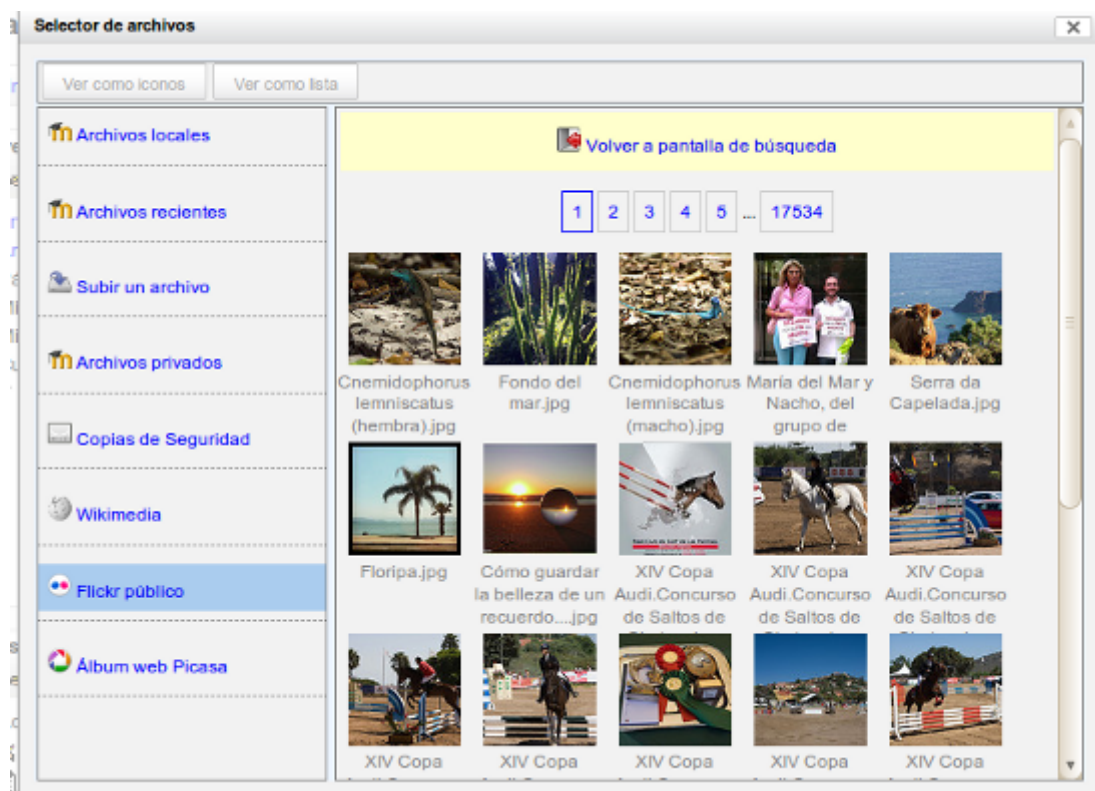 Selector de archivos
Ver como iconos
Ver como lista
Archivos locales
Archivos recientes
Subir un archivo
Archivos privados
Copias de Seguridad
Wikimedia
Flickr público
Álbum web Picasa
Volver a pantalla de búsqueda
1 2 3 4 5 ... 17534
Cnemidophorus
lemniscatus
(hembra).jpg
Fondo del
mar.jpg
Cnemidophorus
lemniscatus
(macho).jpg
María del Mar y
Nacho, del
grupo de
Serra da
Capelada.jpg
Floripa.jpg
Cómo guardar
la belleza de un
recuerdo....jpg
XIV Copa
Audi.Concurso
de Saltos de
XIV Copa
Audi.Concurso
de Saltos de
XIV Copa
Audi.Concurso
de Saltos de
XIV Copa
XIV Copa
XIV Copa
XIV Copa
XIV Copa